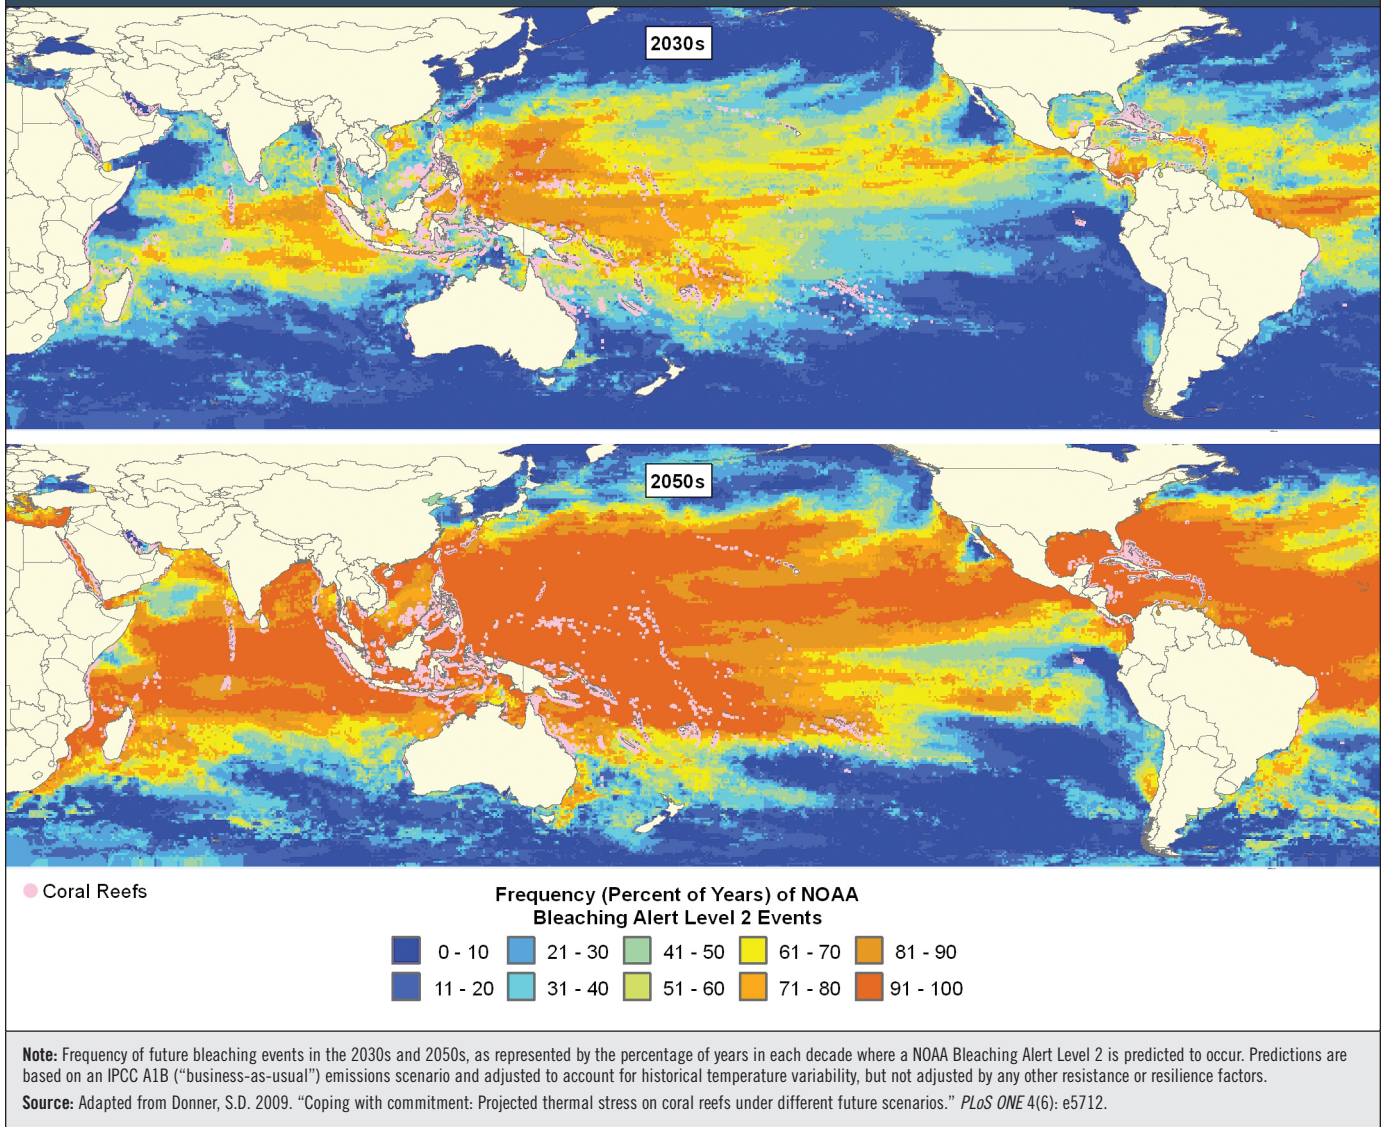 2030s
2050s
Coral Reefs
Frequency (Percent of Years) of NOAA
Bleaching Alert Level 2 Events
0 - 10
21 - 30
41 - 50
61 - 70
81 - 90
11 - 20
31 - 40
51 - 60
71 - 80
91 - 100
Note: Frequency of future bleaching events in the 2030s and 2050s, as represented by the percentage of years in each decade where a NOAA Bleaching Alert Level 2 is predicted to occur. Predictions are
based on an IPCC A1B (“business-as-usual”) emissions scenario and adjusted to account for historical temperature variability, but not adjusted by any other resistance or resilience factors.
Source: Adapted from Donner, S.D. 2009. “Coping with commitment: Projected thermal stress on coral reefs under different future scenarios.” PLoS ONE 4(6): e5712.